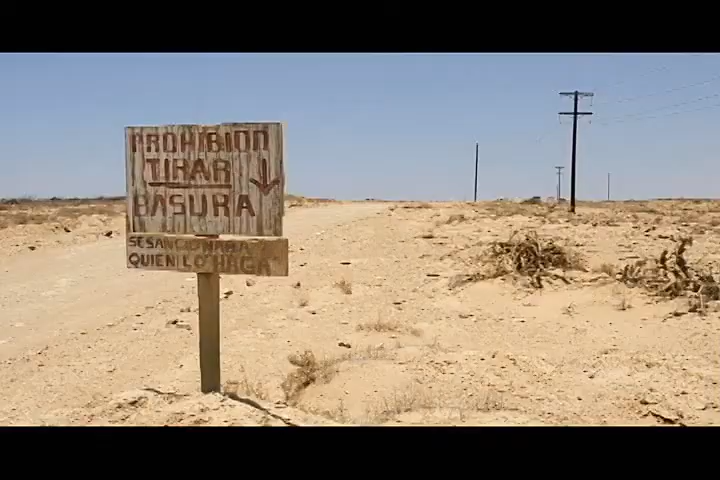 PROHIBIDO
TIRAR
BASURA
SE SANCIONARA
QUIEN LO HAGA